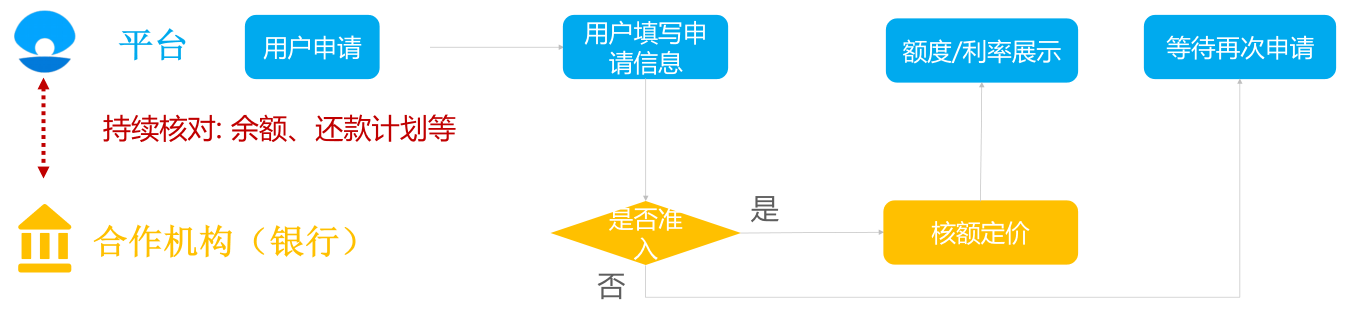 平台
用户申请
用户填写申
请信息
额度/利率展示
等待再次申请
持续核对: 余额、还款计划等
合作机构（银行）
是否准
入
是
核额定价
否